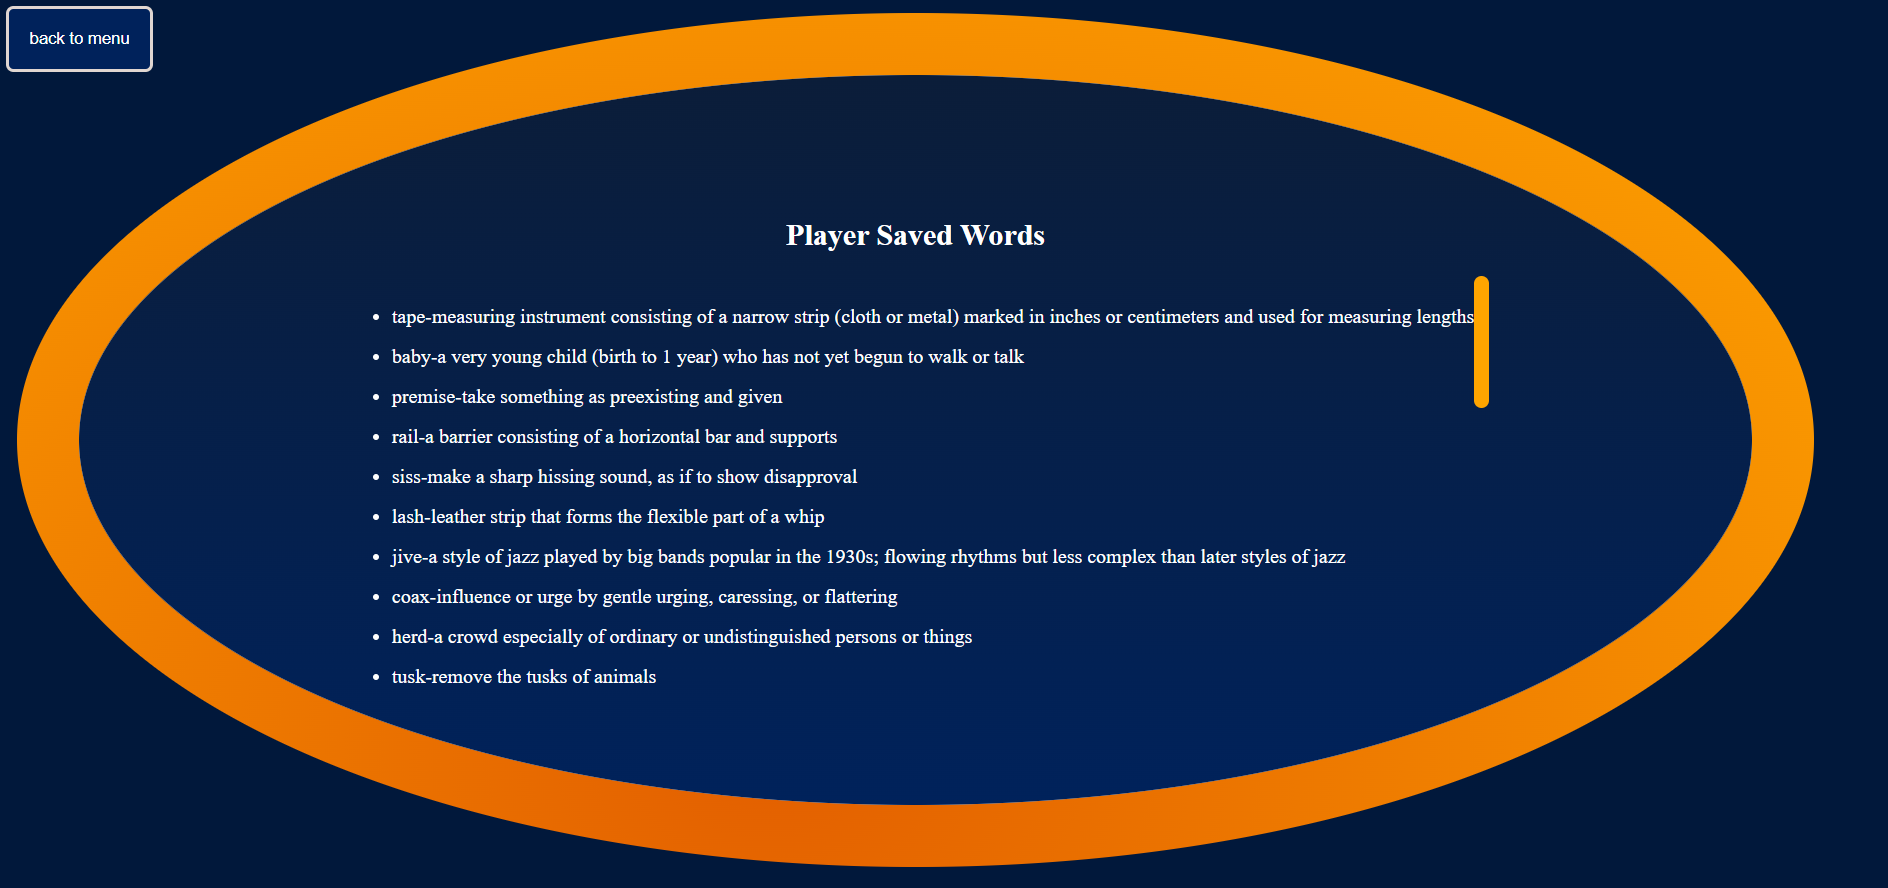 back to menu
Player Saved Words
• tape-measuring instrument consisting of a narrow strip (cloth or metal) marked in inches or centimeters and used for measuring lengths
• baby-a very young child (birth to 1 year) who has not yet begun to walk or talk
• premise-take something as preexisting and given
• rail-a barrier consisting of a horizontal bar and supports
• siss-make a sharp hissing sound, as if to show disapproval
• lash-leather strip that forms the flexible part of a whip
• jive-a style of jazz played by big bands popular in the 1930s; flowing rhythms but less complex than later styles of jazz
• coax-influence or urge by gentle urging, caressing, or flattering
• herd-a crowd especially of ordinary or undistinguished persons or things
• tusk-remove the tusks of animals